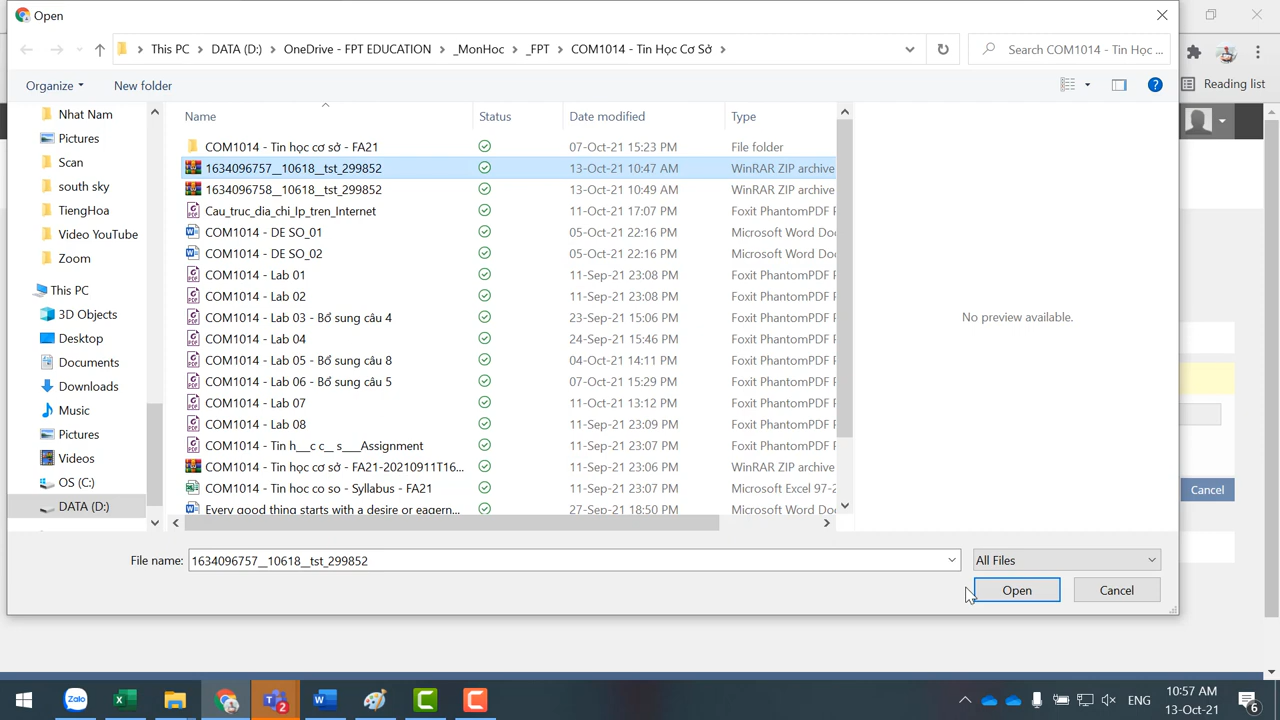 Open
This PC > DATA (D:) > OneDrive - FPT EDUCATION > _MonHoc > _FPT > COM1014 - Tin Học Cơ Sở >
Search COM1014 - Tin Học ...
Organize
New folder
Reading list
Nhat Nam
Pictures
Scan
south sky
TiengHoa
Video YouTube
Zoom
This PC
3D Objects
Desktop
Documents
Downloads
Music
Pictures
Videos
OS (C:)
DATA (D:)
Name Status Date modified Type
COM1014 - Tin học cơ sở - FA21 07-Oct-21 15:23 PM File folder
1634096757__10618__tst_299852 13-Oct-21 10:47 AM WinRAR ZIP archive
1634096758__10618__tst_299852 13-Oct-21 10:49 AM WinRAR ZIP archive
Cau_truc_dia_chi_Ip_tren_Internet 11-Oct-21 17:07 PM Foxit PhantomPDF P
COM1014 - DE SO_01 05-Oct-21 22:16 PM Microsoft Word Doc
COM1014 - DE SO_02 05-Oct-21 22:16 PM Microsoft Word Doc
COM1014 - Lab 01 11-Sep-21 23:08 PM Foxit PhantomPDF P
COM1014 - Lab 02 11-Sep-21 23:08 PM Foxit PhantomPDF P
COM1014 - Lab 03 - Bổ sung câu 4 23-Sep-21 15:06 PM Foxit PhantomPDF P
COM1014 - Lab 04 24-Sep-21 15:46 PM Foxit PhantomPDF P
COM1014 - Lab 05 - Bổ sung câu 8 04-Oct-21 14:11 PM Foxit PhantomPDF P
COM1014 - Lab 06 - Bổ sung câu 5 07-Oct-21 15:29 PM Foxit PhantomPDF P
COM1014 - Lab 07 11-Oct-21 13:12 PM Foxit PhantomPDF P
COM1014 - Lab 08 11-Sep-21 23:09 PM Foxit PhantomPDF P
COM1014 - Tin h__c c__ s___Assignment 11-Sep-21 23:07 PM Foxit PhantomPDF P
COM1014 - Tin học cơ sở - FA21-20210911T16... 11-Sep-21 23:06 PM WinRAR ZIP archive
COM1014 - Tin hoc co so - Syllabus - FA21 11-Sep-21 23:07 PM Microsoft Excel 97-2
Every good thing starts with a desire or eagern... 27-Sep-21 18:50 PM Microsoft Word Doc
No preview available.
Cancel
File name: 1634096757__10618__tst_299852
All Files
Open
Cancel
Zalo
2
ENG
10:57 AM
13-Oct-21
6